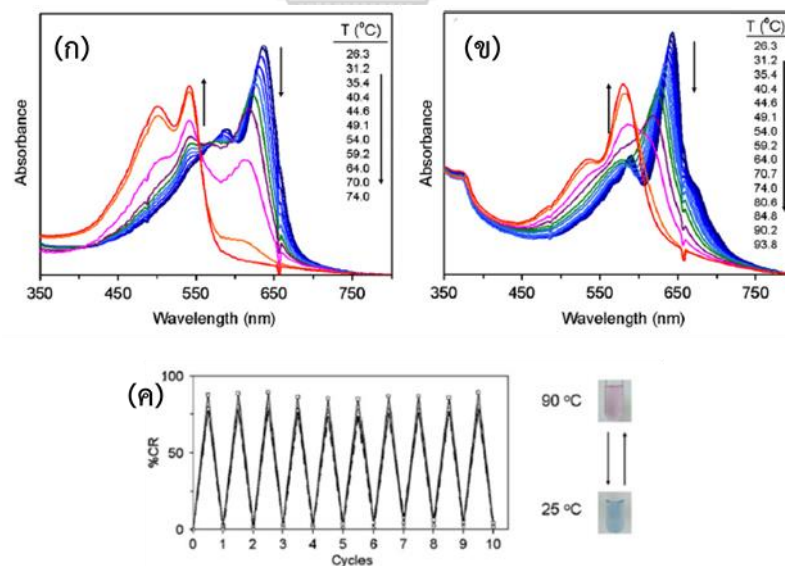 (ก)
T (°C)
26.3
31.2
35.4
40.4
44.6
49.1
54.0
59.2
64.0
70.0
74.0
Absorbance
350 450 550 650 750
Wavelength (nm)
(ข)
T (°C)
26.3
31.2
35.4
40.4
44.6
49.1
54.0
59.2
64.0
70.7
74.0
80.6
84.8
90.2
93.8
Absorbance
350 450 550 650 750
Wavelength (nm)
(ค)
100
50
0
%CR
0 1 2 3 4 5 6 7 8 9 10
Cycles
90 °C
25 °C